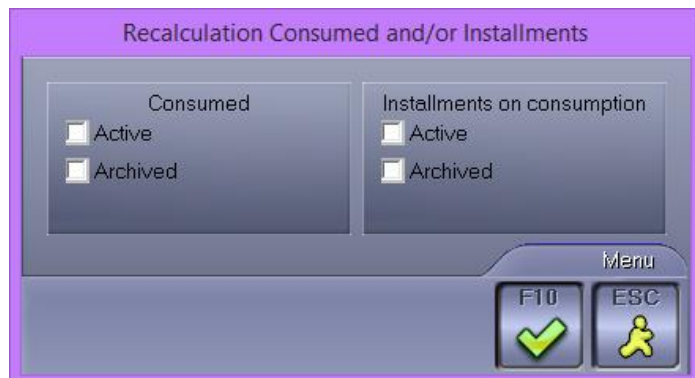 Recalculation Consumed and/or Installments
Consumed
Active
Archived
Installments on consumption
Active
Archived
Menu
F10
ESC